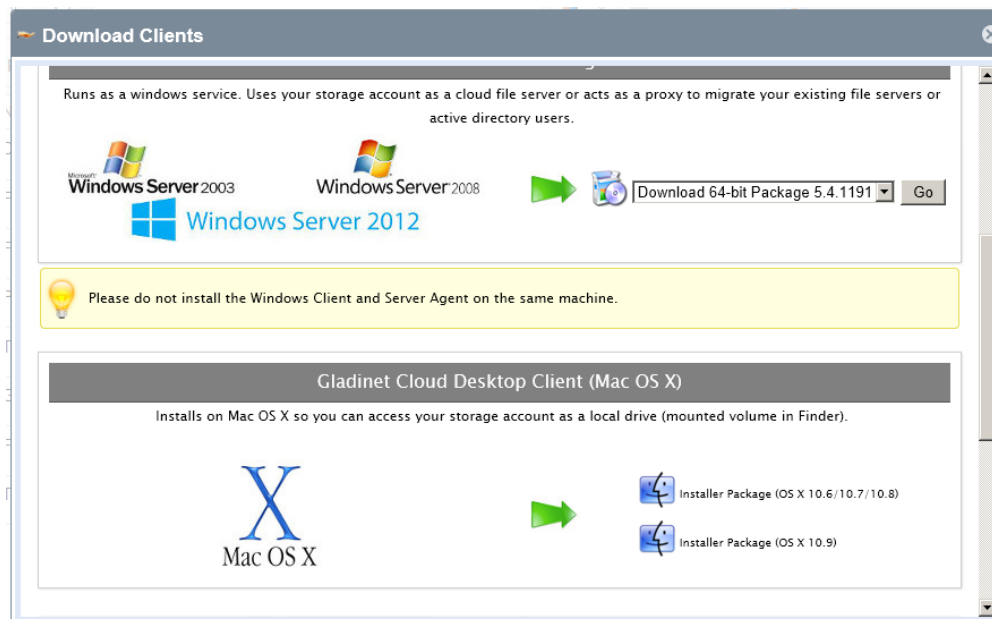 Download Clients
Runs as a windows service. Uses your storage account as a cloud file server or acts as a proxy to migrate your existing file servers or
active directory users.
Microsoft
Windows Server 2003
Windows Server 2008
Download 64-bit Package 5.4.1191
Go
Windows Server 2012
Please do not install the Windows Client and Server Agent on the same machine.
Gladinet Cloud Desktop Client (Mac OS X)
Installs on Mac OS X so you can access your storage account as a local drive (mounted volume in Finder).
X
Installer Package (OS X 10.6/10.7/10.8)
Installer Package (OS X 10.9)
Mac OS X